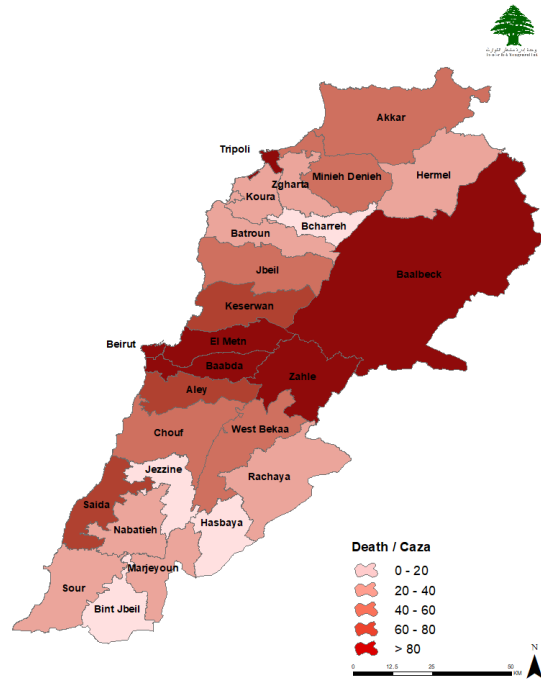 Akkar
Tripoli
Hermel
Minieh Denieh
Zgharta
Koura
Bcharreh
Batroun
Jbeil
Baalbeck
Keserwan
El Metn
Beirut
Baabda
Zahle
Aley
Chouf
West Bekaa
Jezzine
Rachaya
Saida
Hasbaya
Nabatieh
Marjeyoun
Sour
Bint Jbeil
Death / Caza
0 - 20
20 - 40
40 - 60
60 - 80
> 80
N
0 12.5 25 50
KM